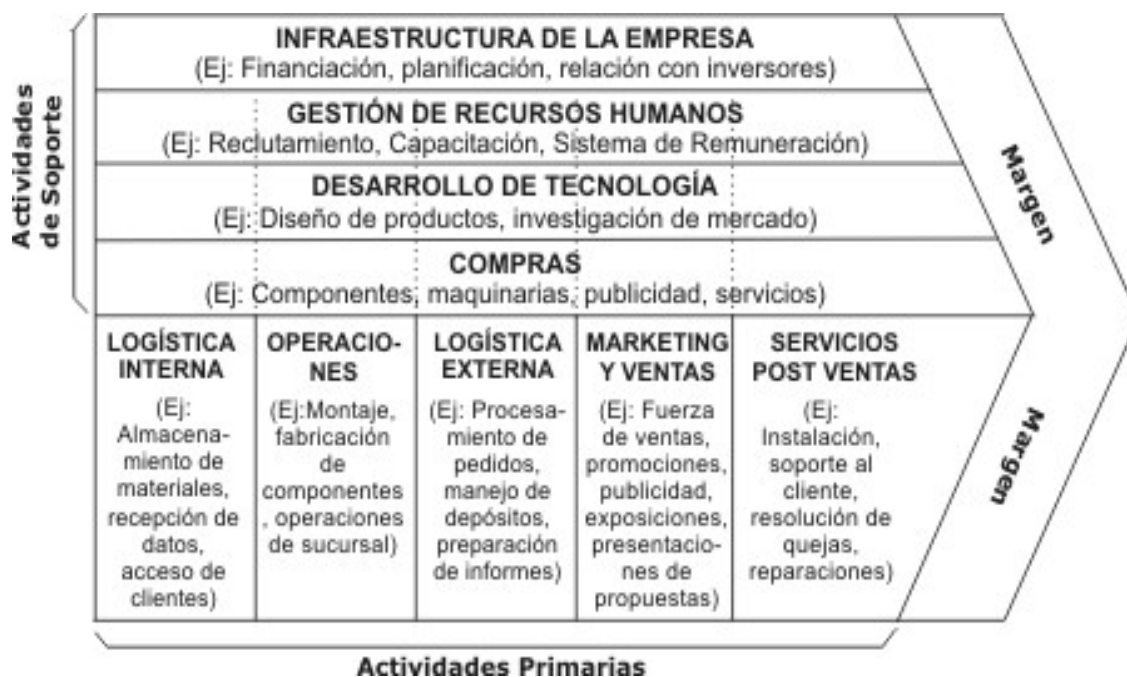 Actividades
de Soporte
INFRAESTRUCTURA DE LA EMPRESA
(Ej: Financiación, planificación, relación con inversores)
GESTIÓN DE RECURSOS HUMANOS
(Ej: Reclutamiento, Capacitación, Sistema de Remuneración)
DESARROLLO DE TECNOLOGÍA
(Ej: Diseño de productos, investigación de mercado)
COMPRAS
(Ej: Componentes, maquinarias, publicidad, servicios)
Margen
LOGÍSTICA
INTERNA
(Ej:
Almacena-
miento de
materiales,
recepción de
datos,
acceso de
clientes)
OPERACIO-
NES
(Ej:Montaje,
fabricación
de
componentes
, operaciones
de sucursal)
LOGÍSTICA
EXTERNA
(Ej: Procesa-
miento de
pedidos,
manejo de
depósitos,
preparación
de informes)
MARKETING
Y VENTAS
(Ej: Fuerza
de ventas,
promociones,
publicidad,
exposiciones,
presentacio-
nes de
propuestas)
SERVICIOS
POST VENTAS
(Ej:
Instalación,
soporte al
cliente,
resolución de
quejas,
reparaciones)
Margen
Actividades Primarias